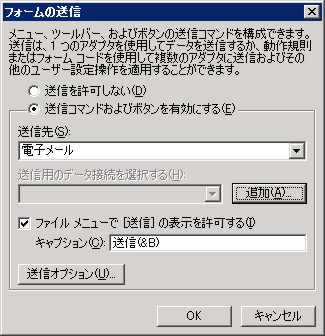 フォームの送信
メニュー、ツールバー、およびボタンの送信コマンドを構成できます。
送信は、1 つのアダプタを使用してデータを送信するか、動作規則
またはフォーム コードを使用して複数のアダプタに送信およびその
他のユーザー設定操作を適用することができます。
送信を許可しない(D)
送信コマンドおよびボタンを有効にする(E)
送信先(S):
電子メール
送信用のデータ接続を選択する(H):
追加(A)...
ファイル メニューで [送信] の表示を許可する(I)
キャプション(C):
送信(&B)
送信オプション(U)...
OK
キャンセル